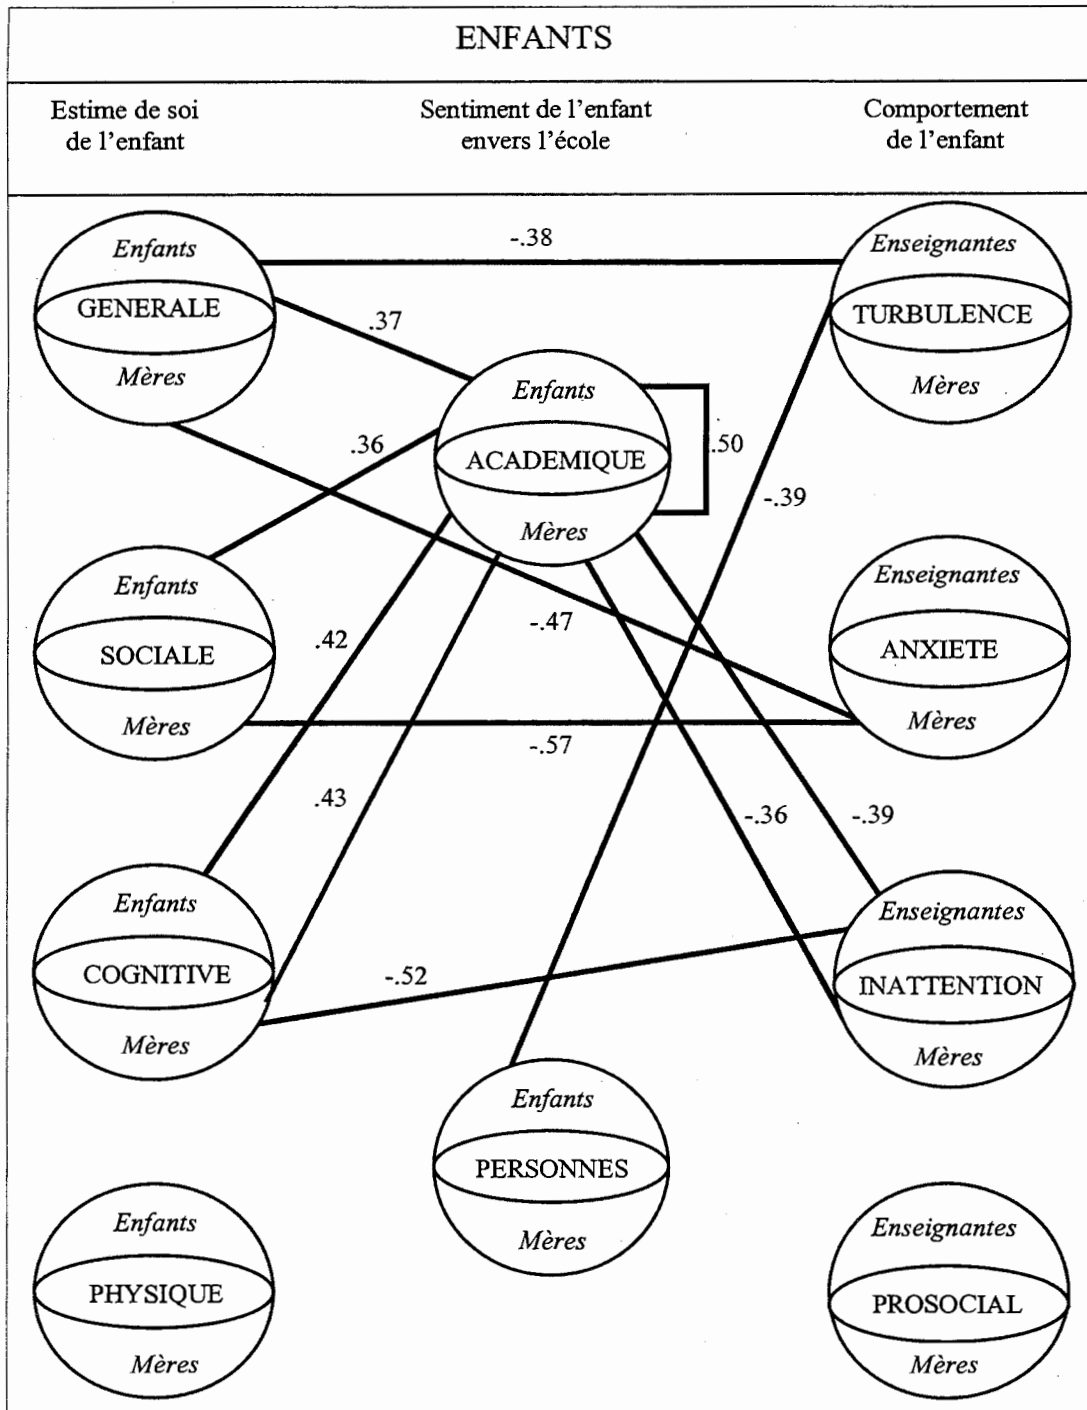 ENFANTS
Estime de soi
de l'enfant
Sentiment de l'enfant
envers l'école
Comportement
de l'enfant
Enfants
GENERALE
Mères
-.38
Enseignantes
TURBULENCE
Mères
.37
Enfants
ACADEMIQUE
Mères
.50
.36
-.39
Enfants
SOCIALE
Mères
.42
-.47
Enseignantes
ANXIETE
Mères
-.57
.43
-.36
-.39
Enfants
COGNITIVE
Mères
-.52
Enseignantes
INATTENTION
Mères
Enfants
PERSONNES
Mères
Enfants
PHYSIQUE
Mères
Enseignantes
PROSOCIAL
Mères